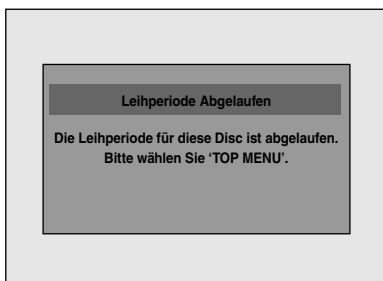 Leihperiode Abgelaufen
Die Leihperiode für diese Disc ist abgelaufen.
Bitte wählen Sie ‘TOP MENU’.